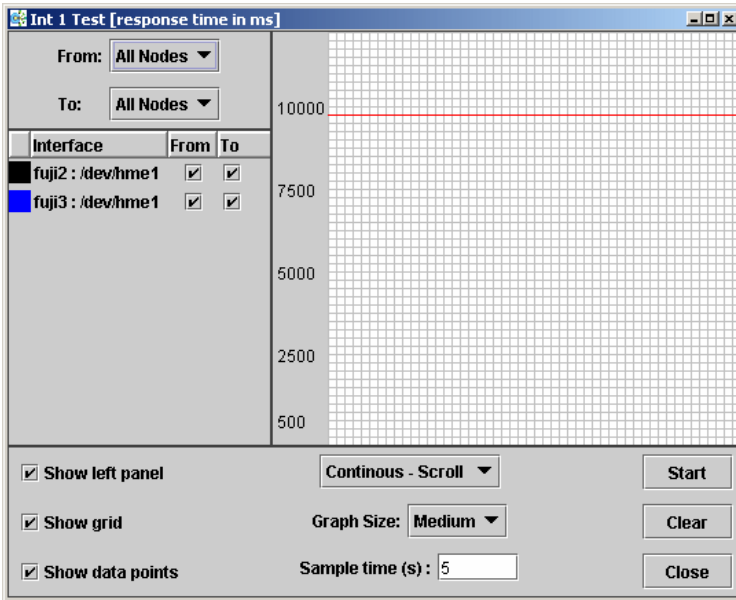 Int 1 Test [response time in ms]
From: All Nodes
To: All Nodes
Interface From To
fuji2 : /dev/hme1
fuji3 : /dev/hme1
10000
7500
5000
2500
500
Show left panel
Continous - Scroll
Start
Show grid
Graph Size: Medium
Clear
Show data points
Sample time (s) : 5
Close